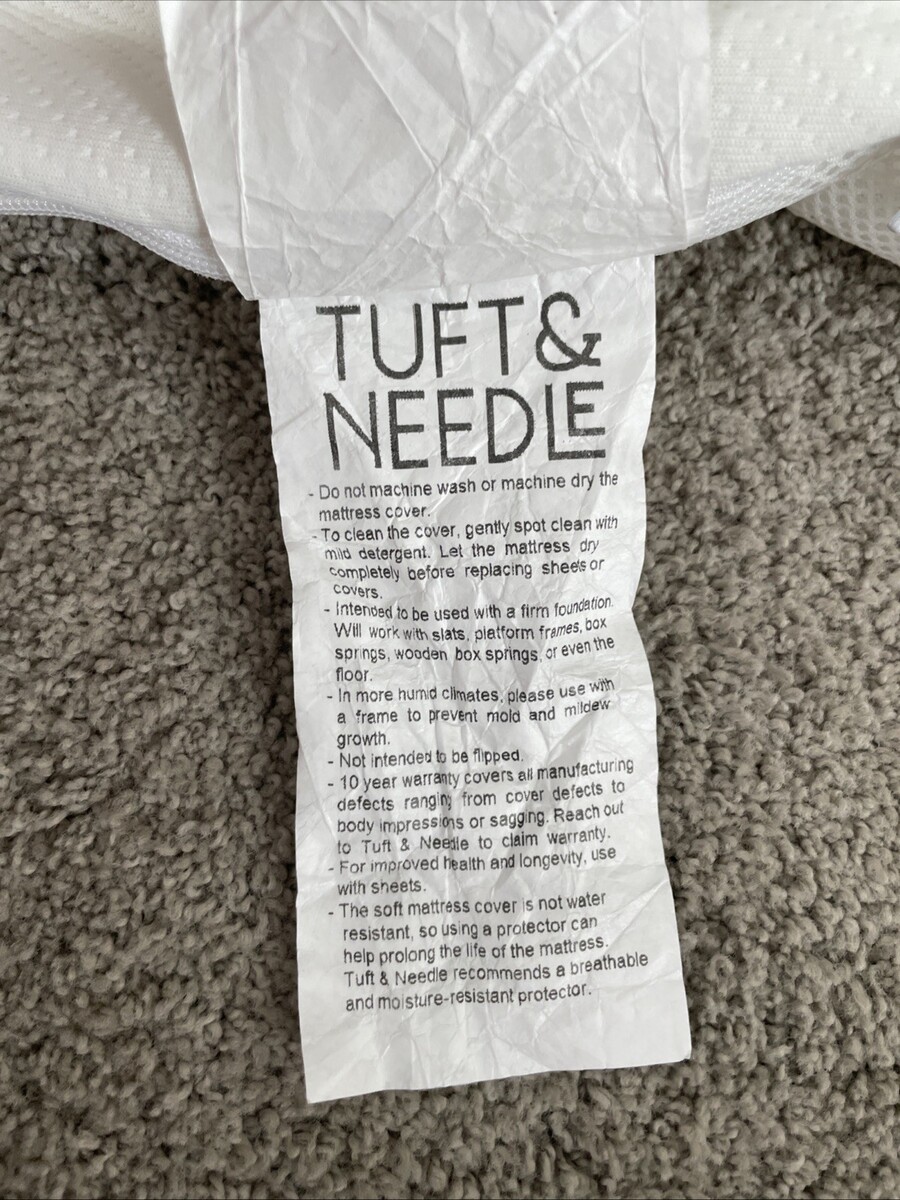 TUFT &
NEEDLE
- Do not machine wash or machine dry the
mattress cover.
- To clean the cover, gently spot clean with
mild detergent. Let the mattress dry
completely before replacing sheets or
covers.
- Intended to be used with a firm foundation.
Will work with slats, platform frames, box
springs, wooden box springs, or even the
floor.
- In more humid climates, please use with
a frame to prevent mold and mildew
growth.
- Not intended to be flipped.
- 10 year warranty covers all manufacturing
defects ranging from cover defects to
body impressions or sagging. Reach out
to Tuft & Needle to claim warranty.
- For improved health and longevity, use
with sheets.
- The soft mattress cover is not water
resistant, so using a protector can
help prolong the life of the mattress.
Tuft & Needle recommends a breathable
and moisture-resistant protector.